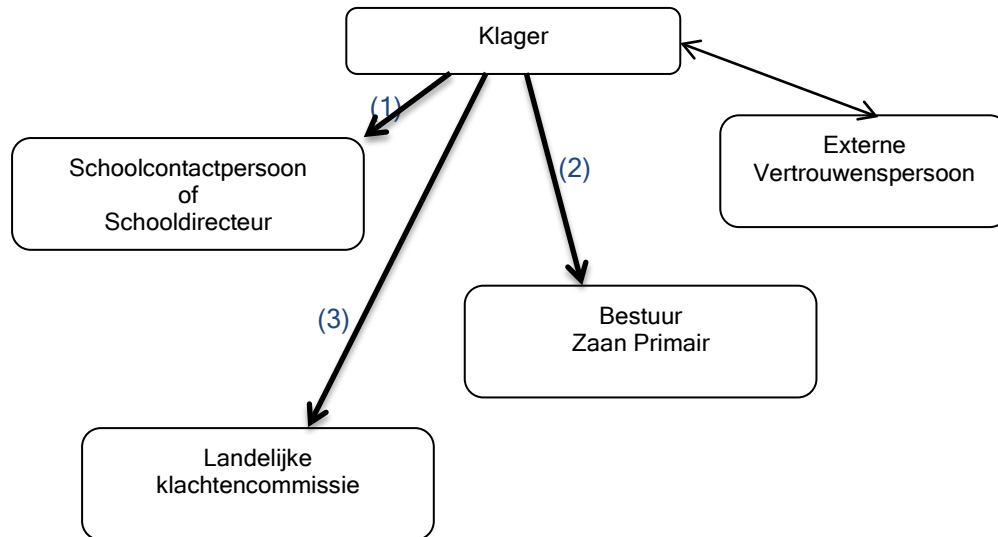 Klager
(1)
Schoolcontactpersoon
of
Schooldirecteur
(2)
Externe
Vertrouwenspersoon
(3)
Bestuur
Zaan Primair
Landelijke
klachtencommissie